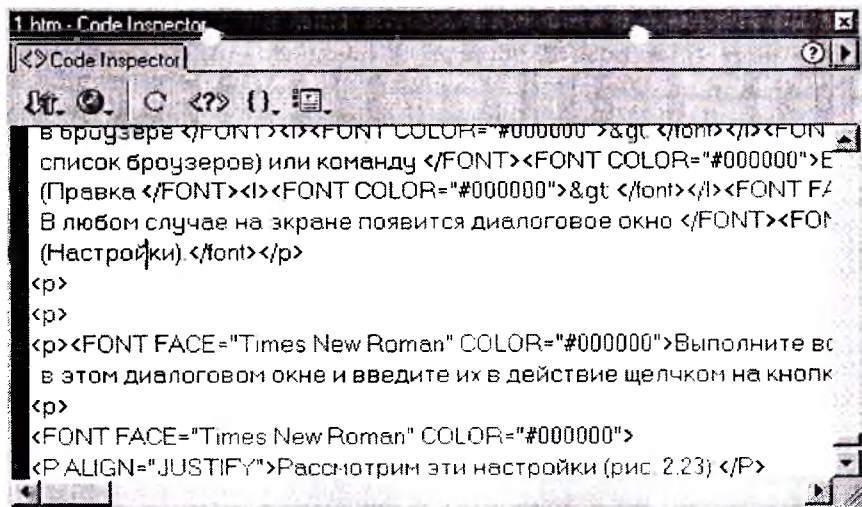 1.htm - Code Inspector
<?> Code Inspector
в броузере </FONT><I><FONT COLOR="#000000">&gt; </font></I><FON
список броузеров) или команду </FONT><FONT COLOR="#000000">E
(Правка </FONT><I><FONT COLOR="#000000">&gt </font></I><FONT FA
В любом случае на экране появится диалоговое окно </FONT><FON
(Настройки).</font></p>
<p>
<p>
<p><FONT FACE="Times New Roman" COLOR="#000000">Выполните вс
в этом диалоговом окне и введите их в действие щелчком на кнопк
<p>
<FONT FACE="Times New Roman" COLOR="#000000">
<P ALIGN="JUSTIFY">Рассмотрим эти настройки (рис. 2.23) </P>